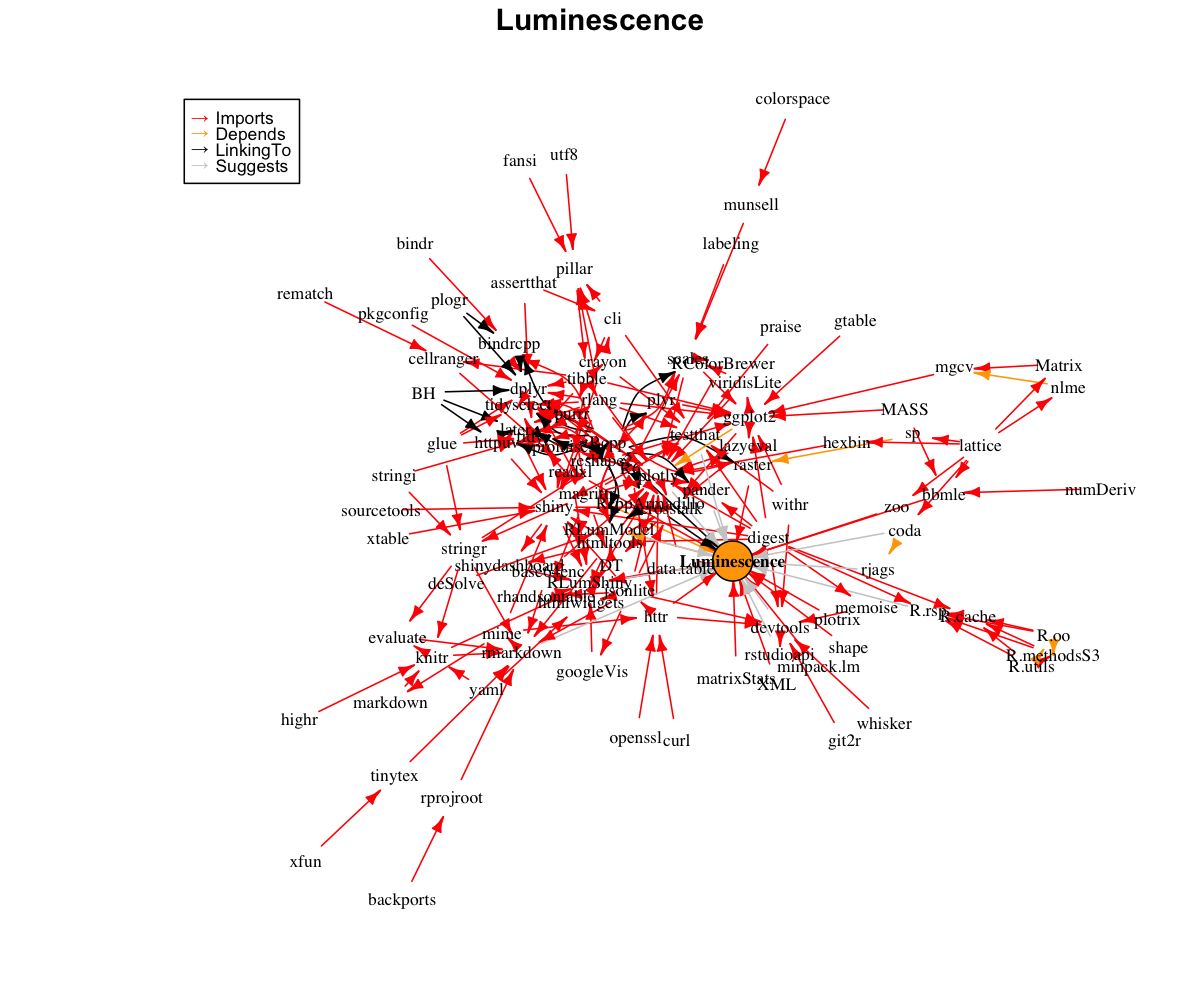 Luminescence
colorspace
Imports
Depends
LinkingTo
Suggests
fansi
utf8
munsell
bindr
labeling
pillar
assertthat
rematch
plogr
pkgconfig
cli
praise
gtable
bindrcpp
cellranger
crayon
scales
RColorBrewer
mgcv
Matrix
viridisLite
nlme
BH
dplyr
tibble
tidyselect
rlang
plyr
purrr
ggplot2
MASS
later
glue
httpuv
promises
Rcpp
testthat
lazyeval
hexbin
sp
lattice
reshape2
raster
stringi
readxl
plotly
pander
magrittr
bbmle
numDeriv
sourcetools
shiny
withr
zoo
xtable
RLumModel
digest
coda
stringr
htmltools
Luminescence
shinydashboard
base64enc
DT
data.table
rjags
deSolve
RLumShiny
rhandsontable
jsonlite
htmlwidgets
memoise
R.rsp
R.cache
evaluate
mime
httr
devtools
plotrix
R.oo
knitr
rmarkdown
rstudioapi
shape
R.methodsS3
googleVis
minpack.lm
R.utils
matrixStats
XML
yaml
markdown
highr
whisker
openssl
curl
git2r
tinytex
rprojroot
xfun
backports